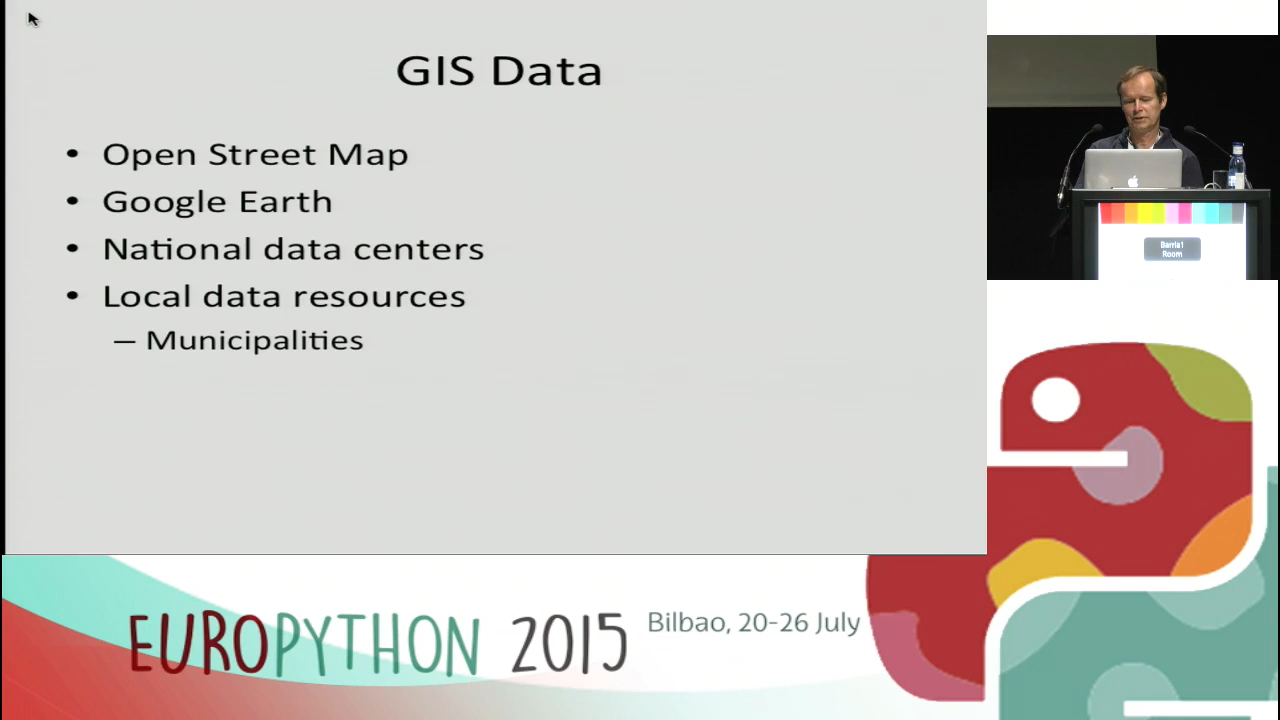 GIS Data
• Open Street Map
• Google Earth
• National data centers
• Local data resources
– Municipalities
Barria1
Room
EUROPYTHON 2015
Bilbao, 20-26 July